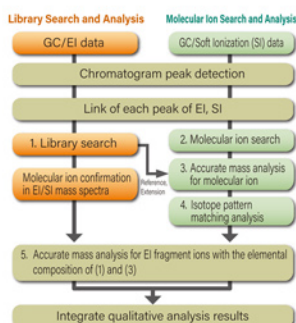 Library Search and Analysis
Molecular Ion Search and Analysis
GC/EI data
GC/Soft Ionization (SI) data
Chromatogram peak detection
Link of each peak of EI, SI
1. Library search
2. Molecular ion search
Molecular ion confirmation
in EI/SI mass spectra
Reference,
Extension
3. Accurate mass analysis
for molecular ion
4. Isotope pattern
matching analysis
5. Accurate mass analysis for EI fragment ions with the elemental
composition of (1) and (3)
Integrate qualitative analysis results